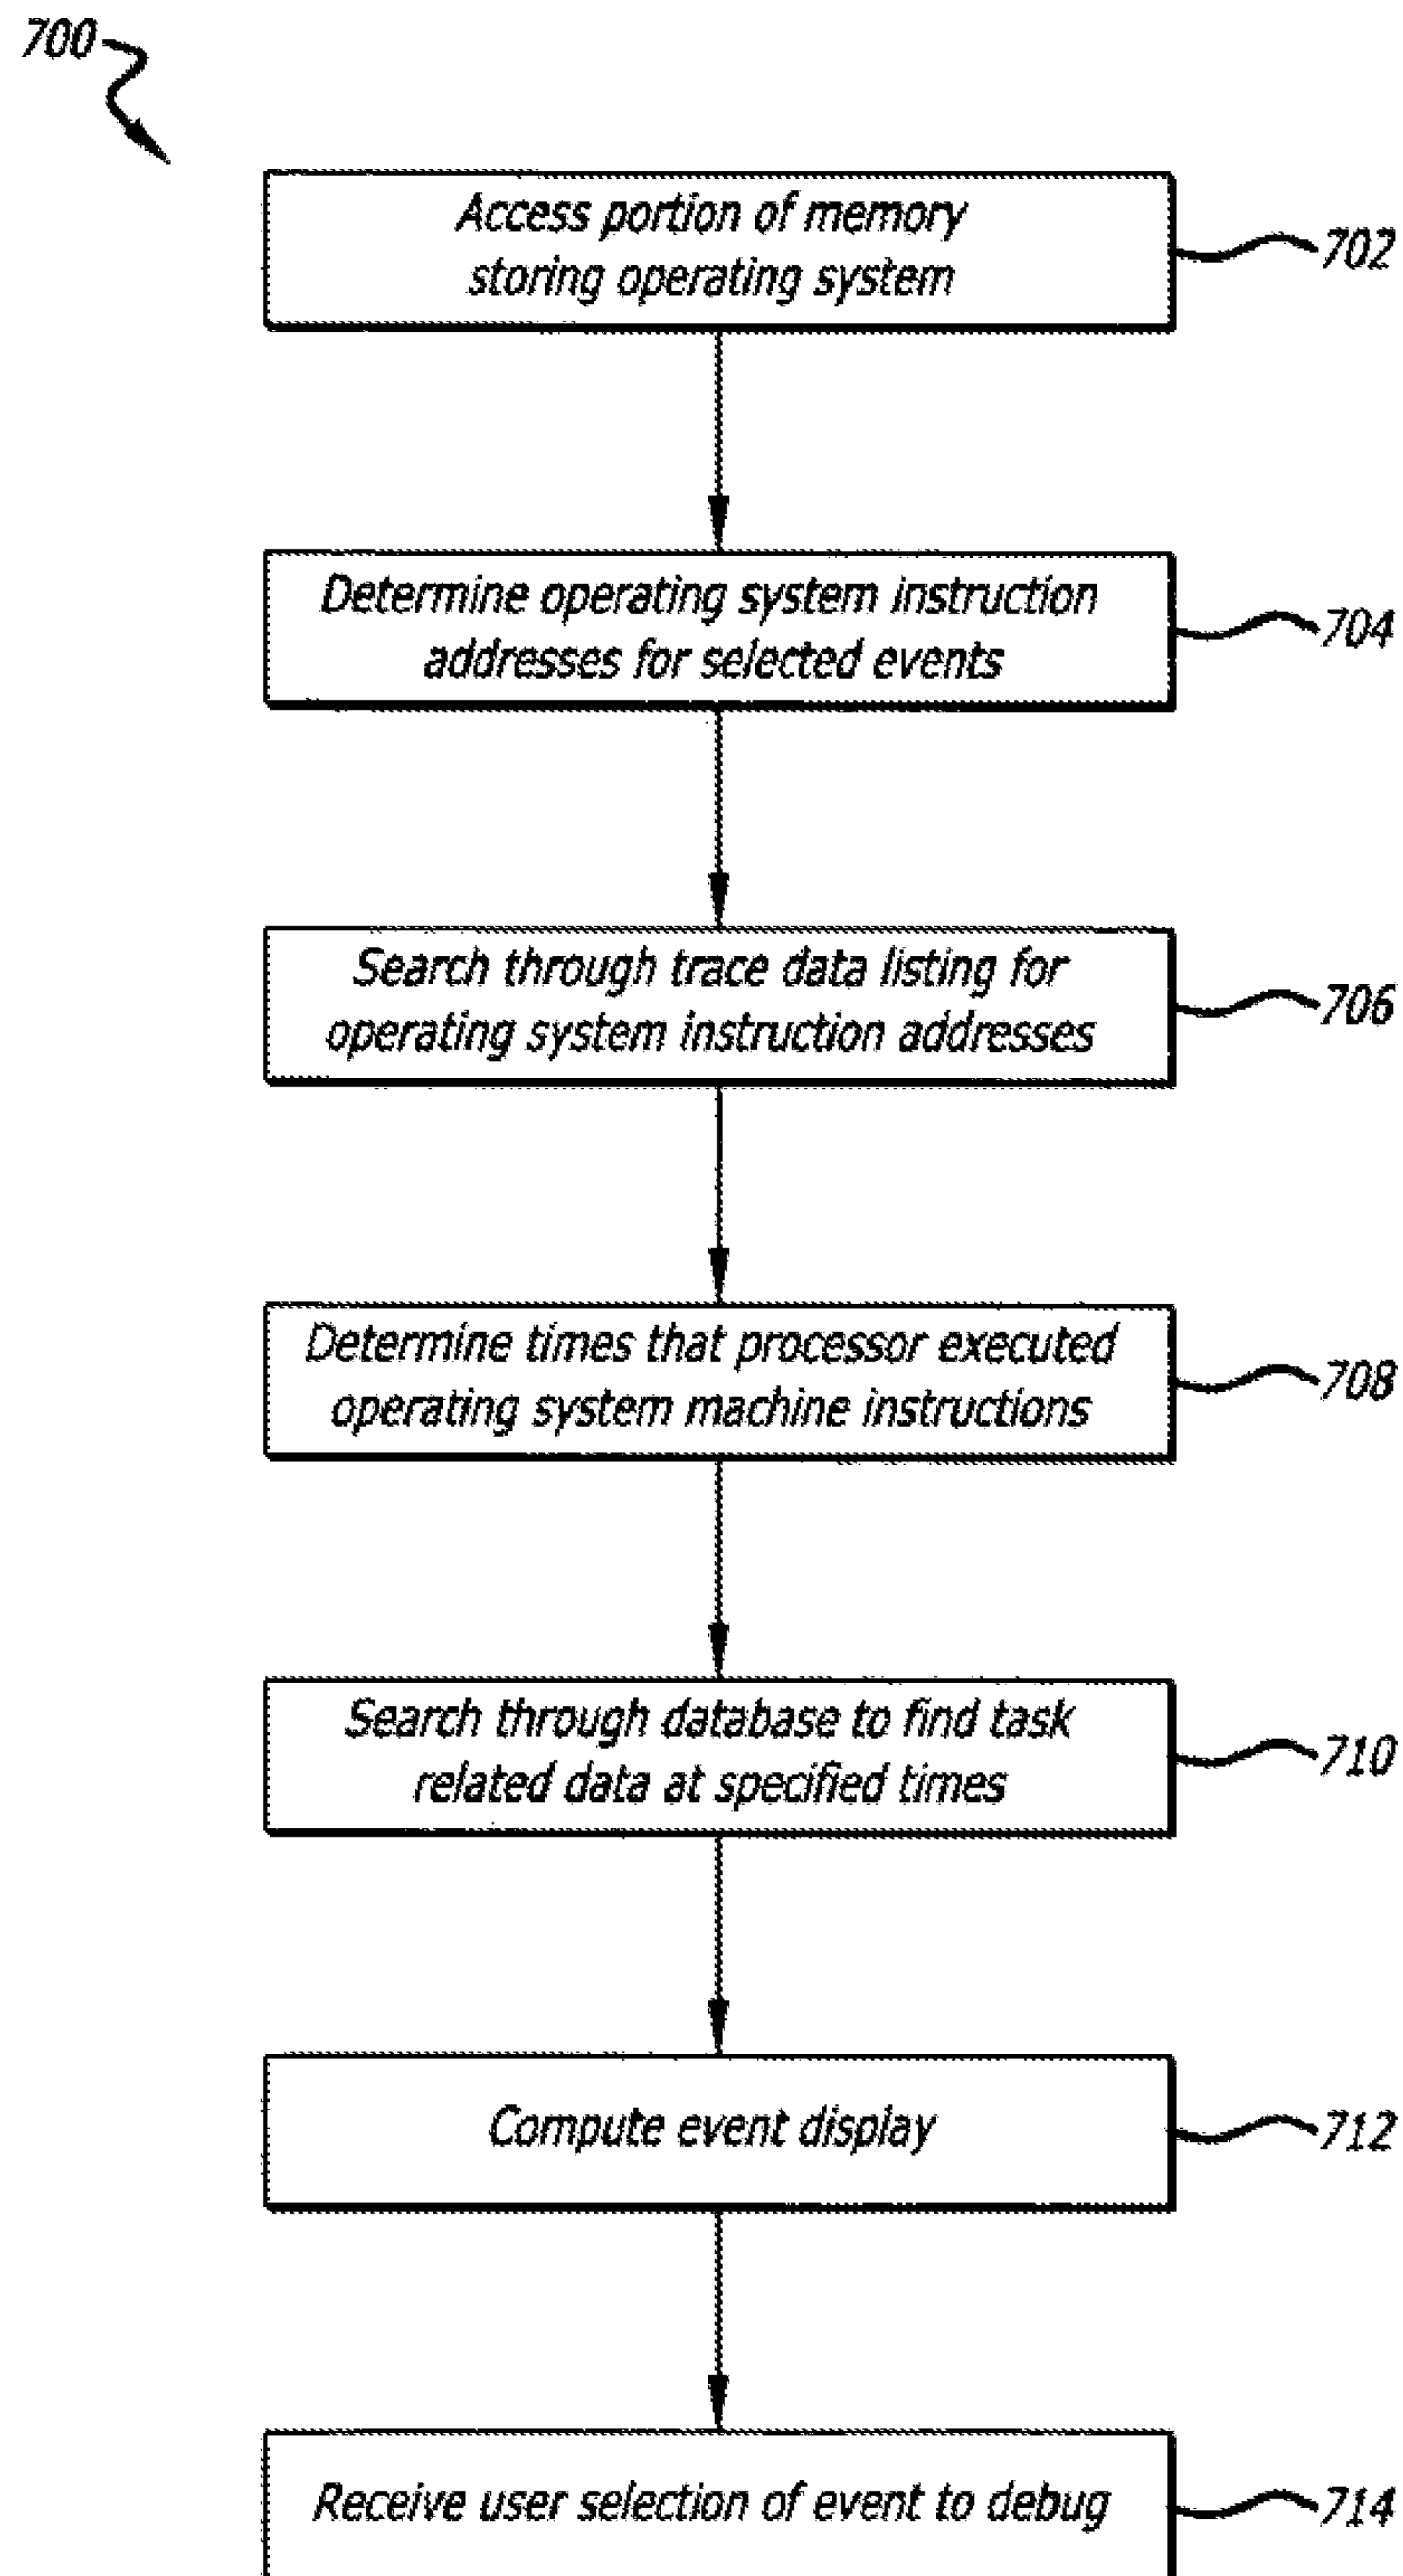 700
Access portion of memory
storing operating system
702
Determine operating system instruction
addresses for selected events
704
Search through trace data listing for
operating system instruction addresses
706
Determine times that processor executed
operating system machine instructions
708
Search through database to find task
related data at specified times
710
Compute event display
712
Receive user selection of event to debug
714